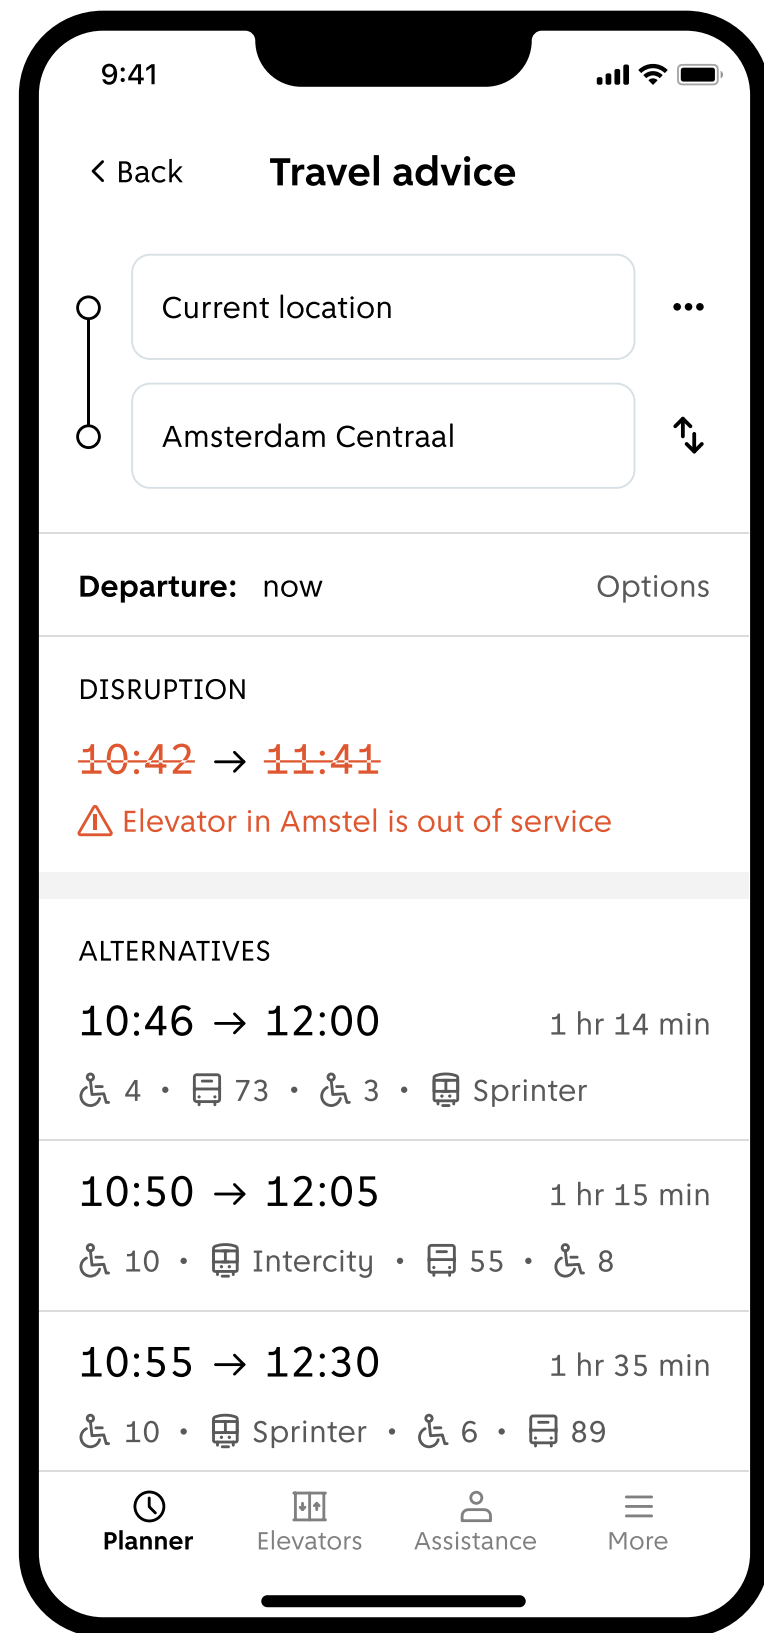 9:41
Back
Travel advice
Current location
Amsterdam Centraal
Departure: now
Options
DISRUPTION
10:42 → 11:41
Elevator in Amstel is out of service
ALTERNATIVES
10:46 → 12:00 1 hr 14 min
4 • 73 • 3 • Sprinter
10:50 → 12:05 1 hr 15 min
10 • Intercity • 55 • 8
10:55 → 12:30 1 hr 35 min
10 • Sprinter • 6 • 89
Planner Elevators Assistance More